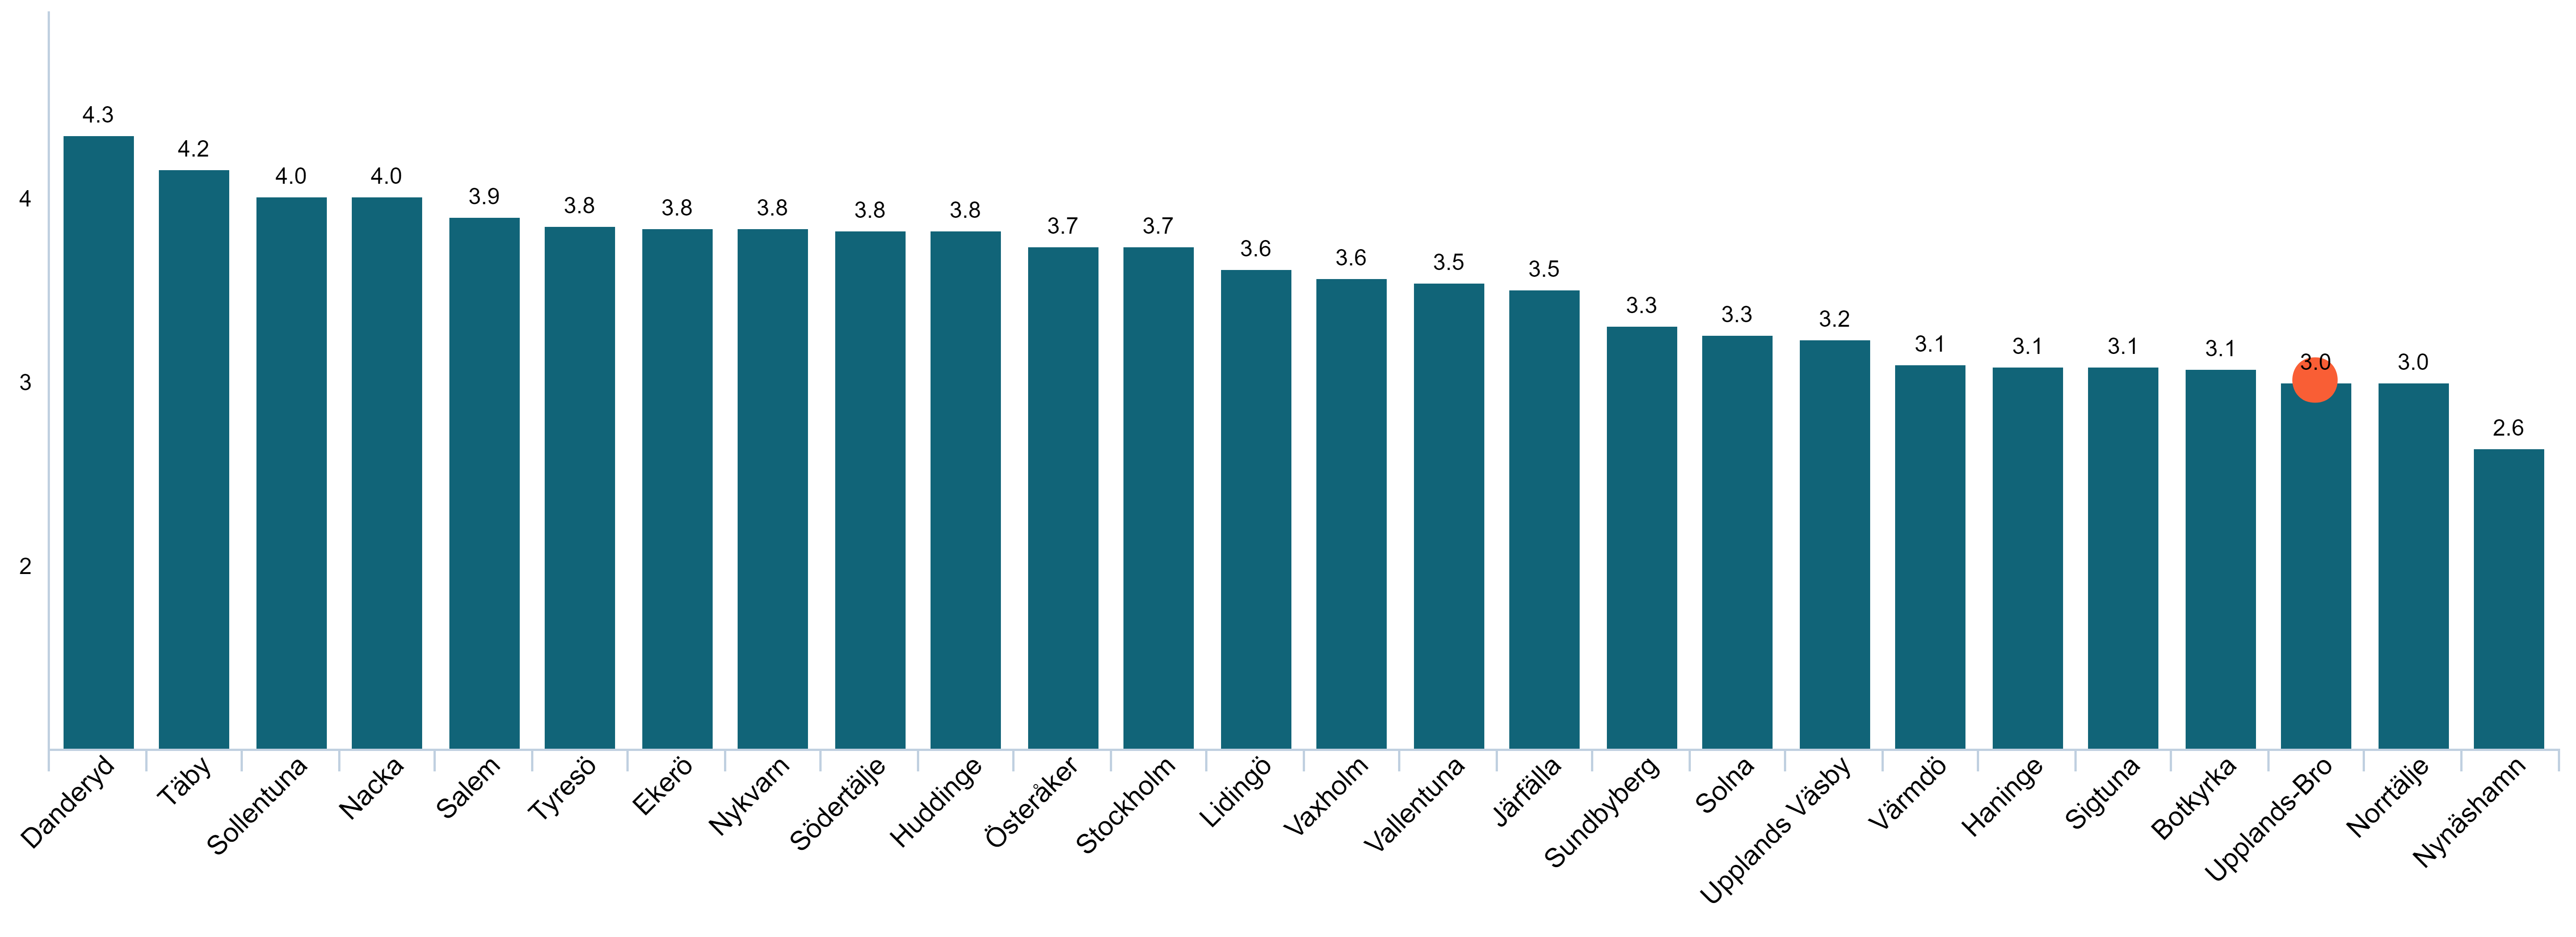 4.3
4.2
4.0
4.0
3.9
3.8
3.8
3.8
3.8
3.8
3.7
3.7
3.6
3.6
3.5
3.5
3.3
3.3
3.2
3.1
3.1
3.1
3.1
3.0
3.0
2.6
4
3
2
Danderyd
Täby
Sollentuna
Nacka
Salem
Tyresö
Ekerö
Nykvarn
Södertälje
Huddinge
Österåker
Stockholm
Lidingö
Vaxholm
Vallentuna
Järfälla
Sundbyberg
Solna
Upplands Väsby
Värmdö
Haninge
Sigtuna
Botkyrka
Upplands-Bro
Norrtälje
Nynäshamn